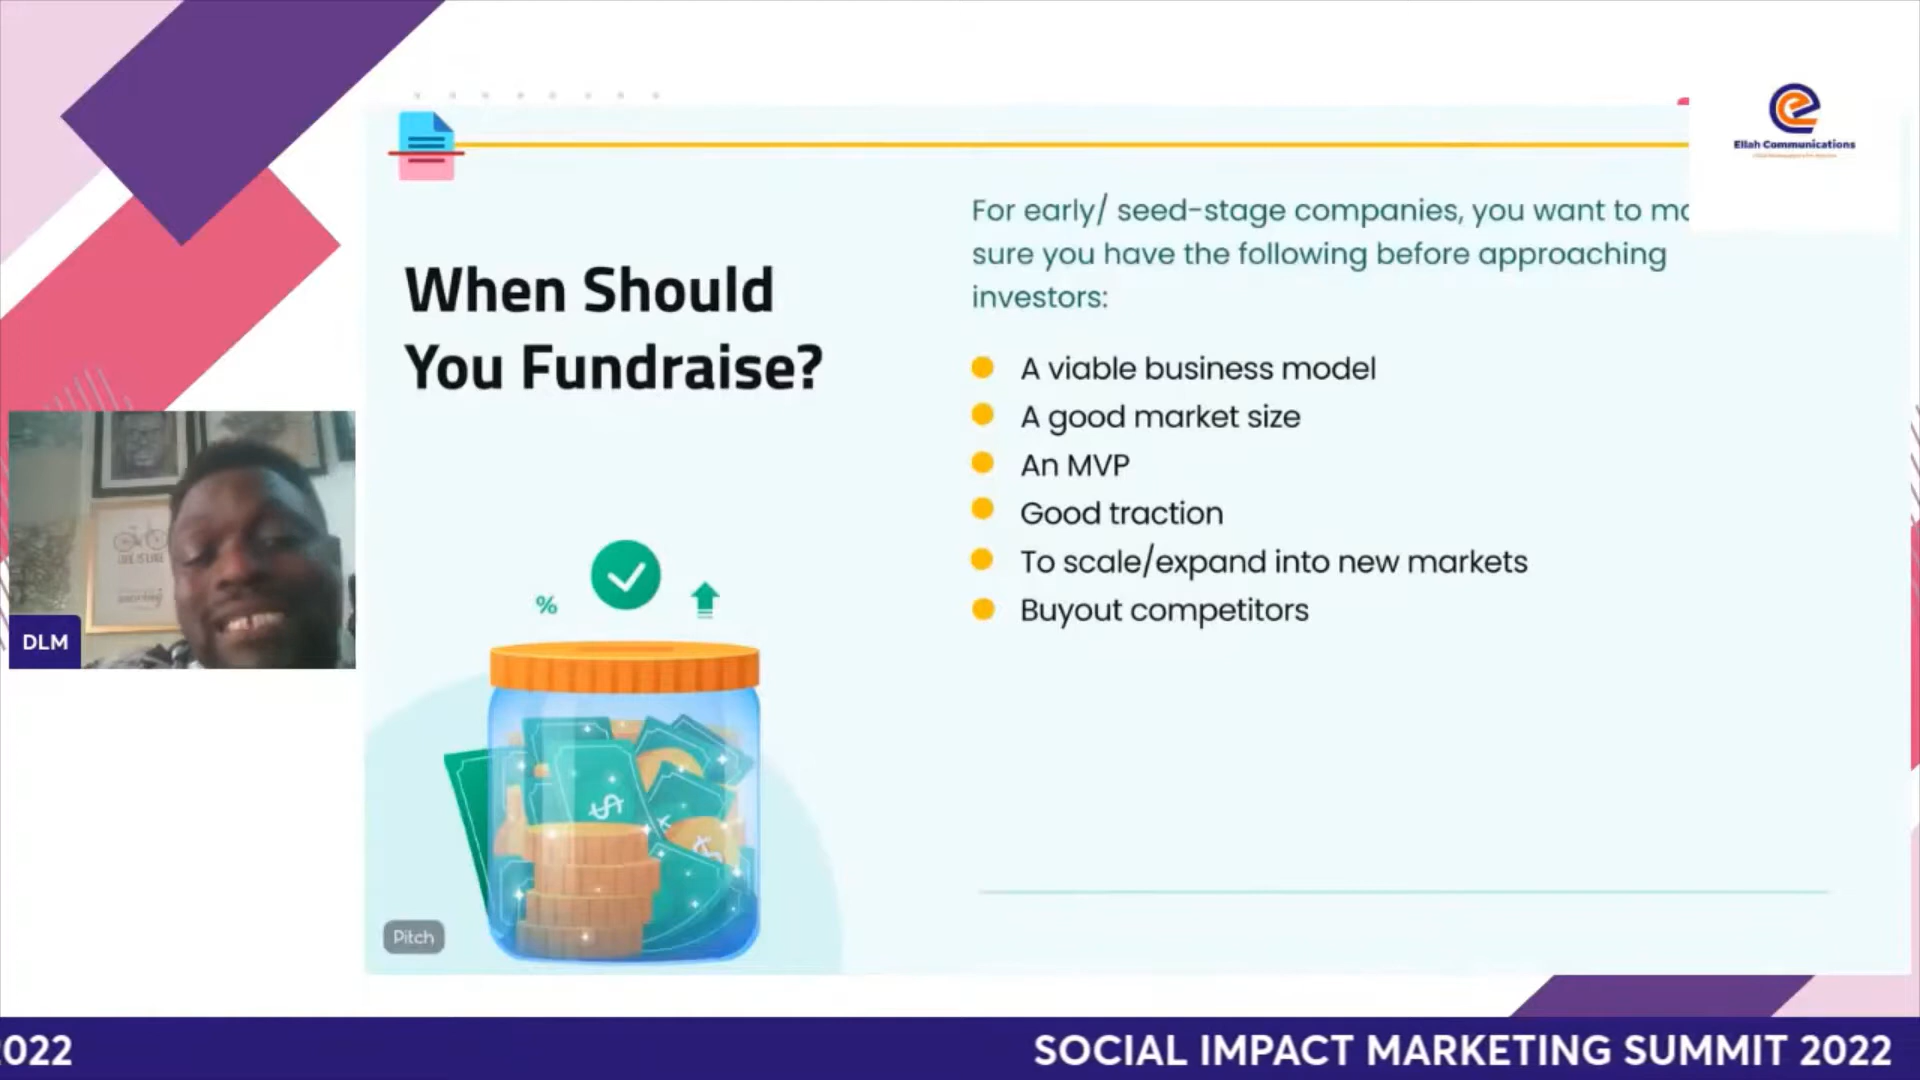 Ellah Communications
For early/ seed-stage companies, you want to
sure you have the following before approaching
investors:
When Should
You Fundraise?
A viable business model
A good market size
An MVP
Good traction
To scale/expand into new markets
Buyout competitors
DLM
%
$
Pitch
2022
SOCIAL IMPACT MARKETING SUMMIT 2022